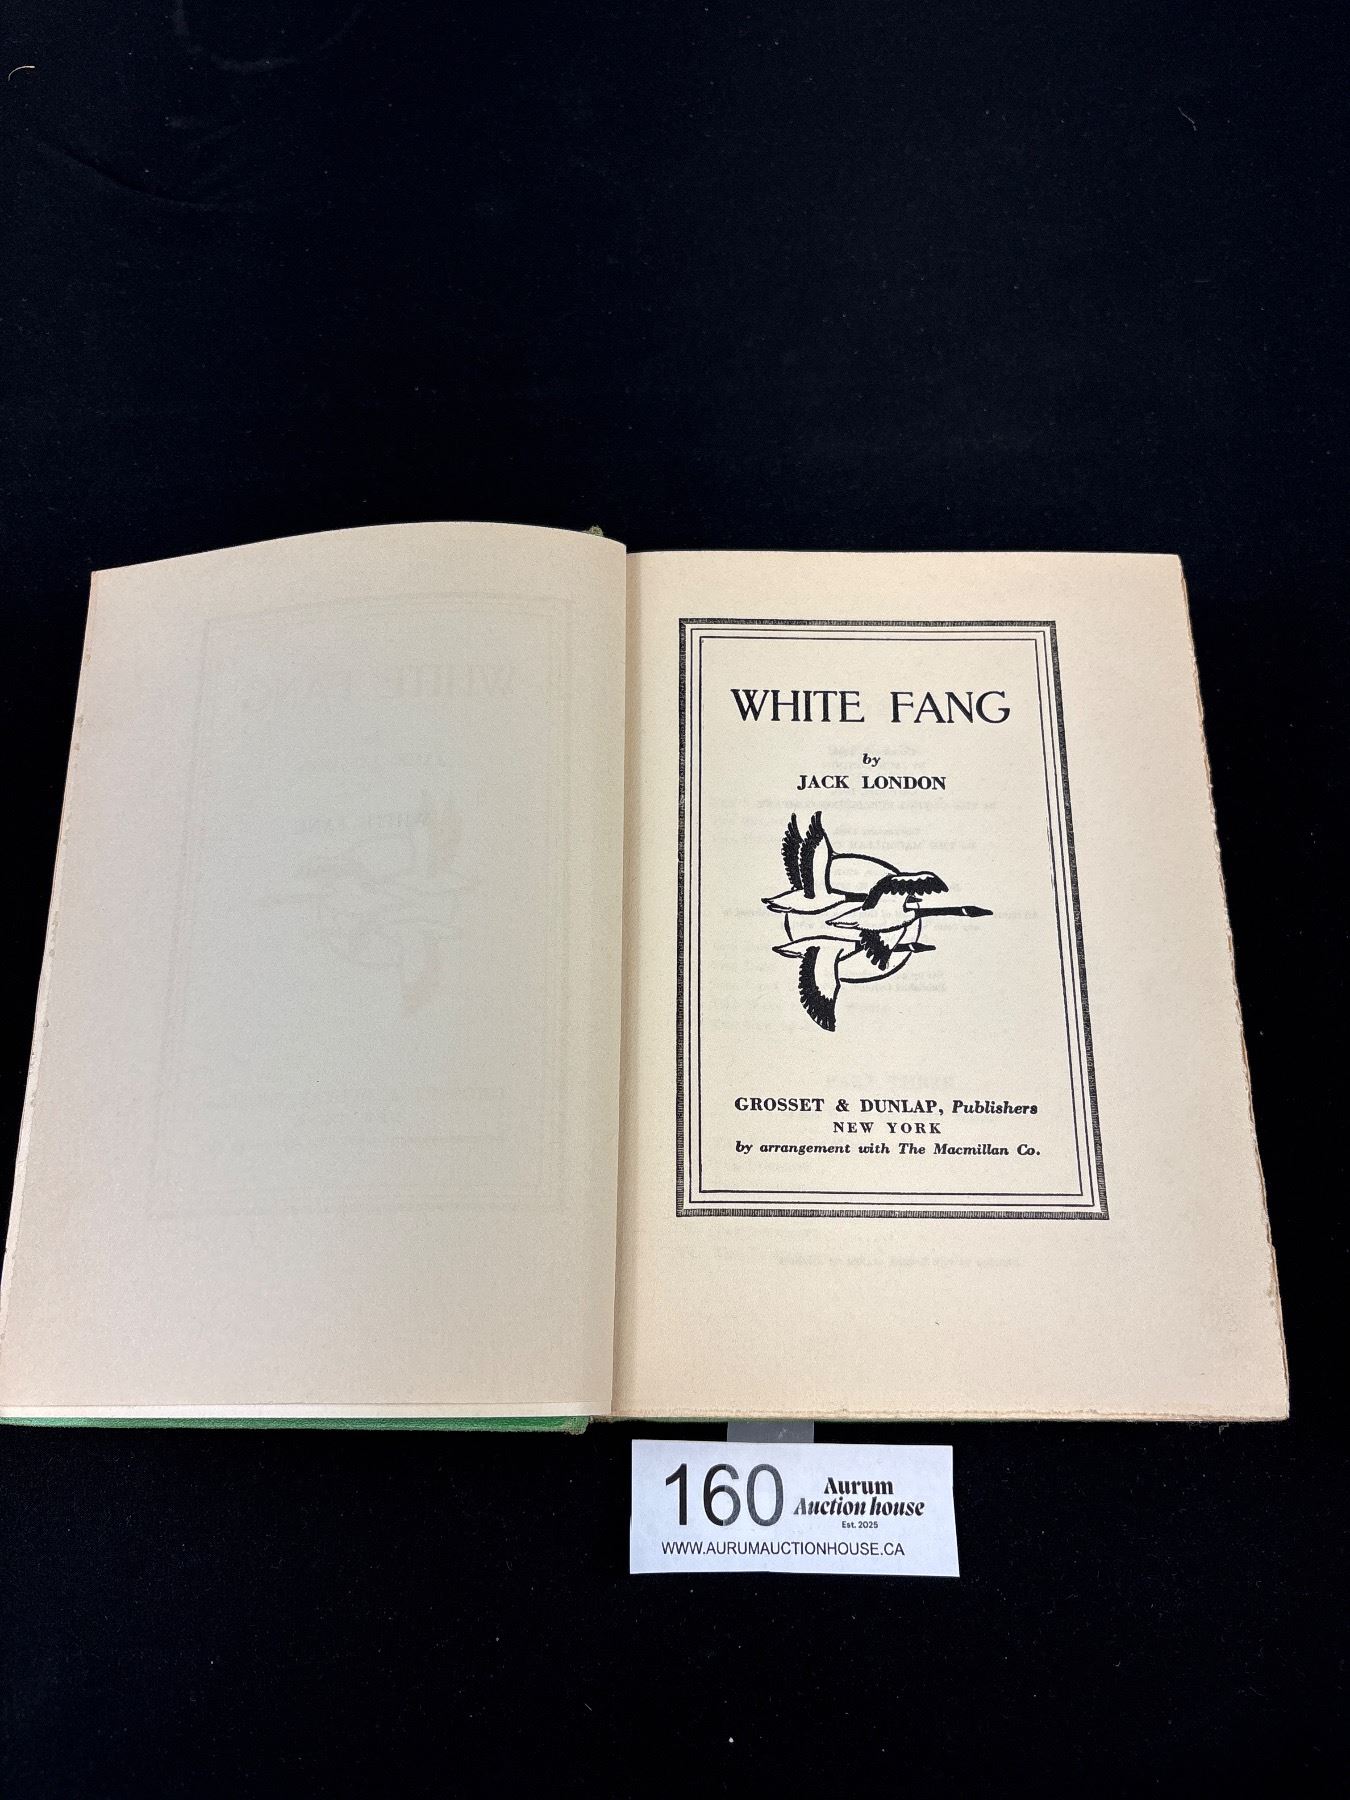 WHITE FANG
by
JACK LONDON
GROSSET & DUNLAP, Publishers
NEW YORK
by arrangement with The Macmillan Co.
160
Aurum
Auction house
Est. 2025
WWW.AURUMAUCTIONHOUSE.CA